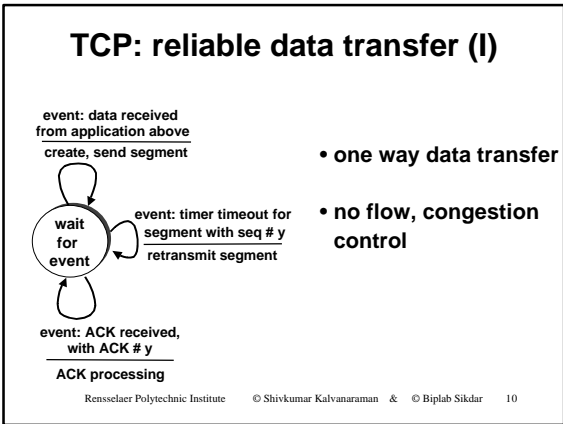 TCP: reliable data transfer (I)
event: data received
from application above
create, send segment
wait
for
event
event: timer timeout for
segment with seq # y
retransmit segment
event: ACK received,
with ACK # y
ACK processing
• one way data transfer
• no flow, congestion
control
Rensselaer Polytechnic Institute © Shivkumar Kalvanaraman & © Biplab Sikdar 10